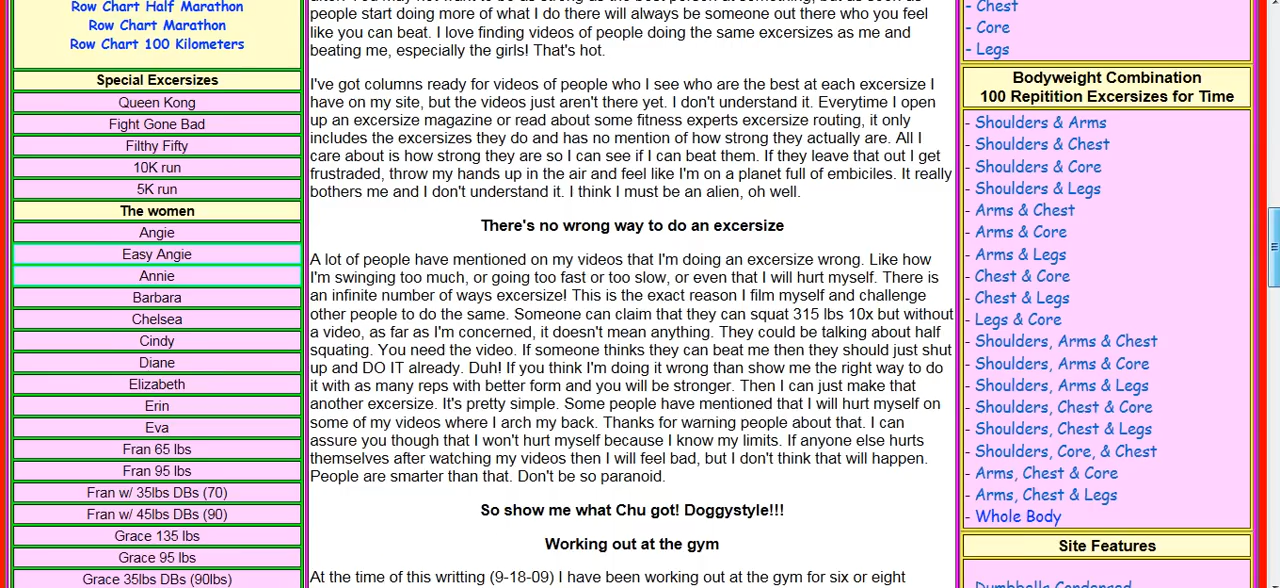 Row Chart Half Marathon
Row Chart Marathon
Row Chart 100 Kilometers
Special Excersizes
Queen Kong
Fight Gone Bad
Filthy Fifty
10K run
5K run
The women
Angie
Easy Angie
Annie
Barbara
Chelsea
Cindy
Diane
Elizabeth
Erin
Eva
Fran 65 lbs
Fran 95 lbs
Fran w/ 35lbs DBs (70)
Fran w/ 45lbs DBs (90)
Grace 135 lbs
Grace 95 lbs
Grace 35lbs DBs (90lbs)
people start doing more of what I do there will always be someone out there who you feel
like you can beat. I love finding videos of people doing the same excersizes as me and
beating me, especially the girls! That's hot.
I've got columns ready for videos of people who I see who are the best at each excersize I
have on my site, but the videos just aren't there yet. I don't understand it. Everytime I open
up an excersize magazine or read about some fitness experts excersize routing, it only
includes the excersizes they do and has no mention of how strong they actually are. All I
care about is how strong they are so I can see if I can beat them. If they leave that out I get
frustrated, throw my hands up in the air and feel like I'm on a planet full of embiciles. It really
bothers me and I don't understand it. I think I must be an alien, oh well.
There's no wrong way to do an excersize
A lot of people have mentioned on my videos that I'm doing an excersize wrong. Like how
I'm swinging too much, or going too fast or too slow, or even that I will hurt myself. There is
an infinite number of ways excersize! This is the exact reason I film myself and challenge
other people to do the same. Someone can claim that they can squat 315 lbs 10x but without
a video, as far as I'm concerned, it doesn't mean anything. They could be talking about half
squating. You need the video. If someone thinks they can beat me then they should just shut
up and DO IT already. Duh! If you think I'm doing it wrong than show me the right way to do
it with as many reps with better form and you will be stronger. Then I can just make that
another excersize. It's pretty simple. Some people have mentioned that I will hurt myself on
some of my videos where I arch my back. Thanks for warning people about that. I can
assure you though that I won't hurt myself because I know my limits. If anyone else hurts
themselves after watching my videos then I will feel bad, but I don't think that will happen.
People are smarter than that. Don't be so paranoid.
So show me what Chu got! Doggystyle!!!
Working out at the gym
At the time of this writting (9-18-09) I have been working out at the gym for six or eight
- Chest
- Core
- Legs
Bodyweight Combination
100 Repitition Excersizes for Time
- Shoulders & Arms
- Shoulders & Chest
- Shoulders & Core
- Shoulders & Legs
- Arms & Chest
- Arms & Core
- Arms & Legs
- Chest & Core
- Chest & Legs
- Legs & Core
- Shoulders, Arms & Chest
- Shoulders, Arms & Core
- Shoulders, Arms & Legs
- Shoulders, Chest & Core
- Shoulders, Chest & Legs
- Shoulders, Core, & Chest
- Arms, Chest & Core
- Arms, Chest & Legs
- Whole Body
Site Features
Dumbbells Condensed